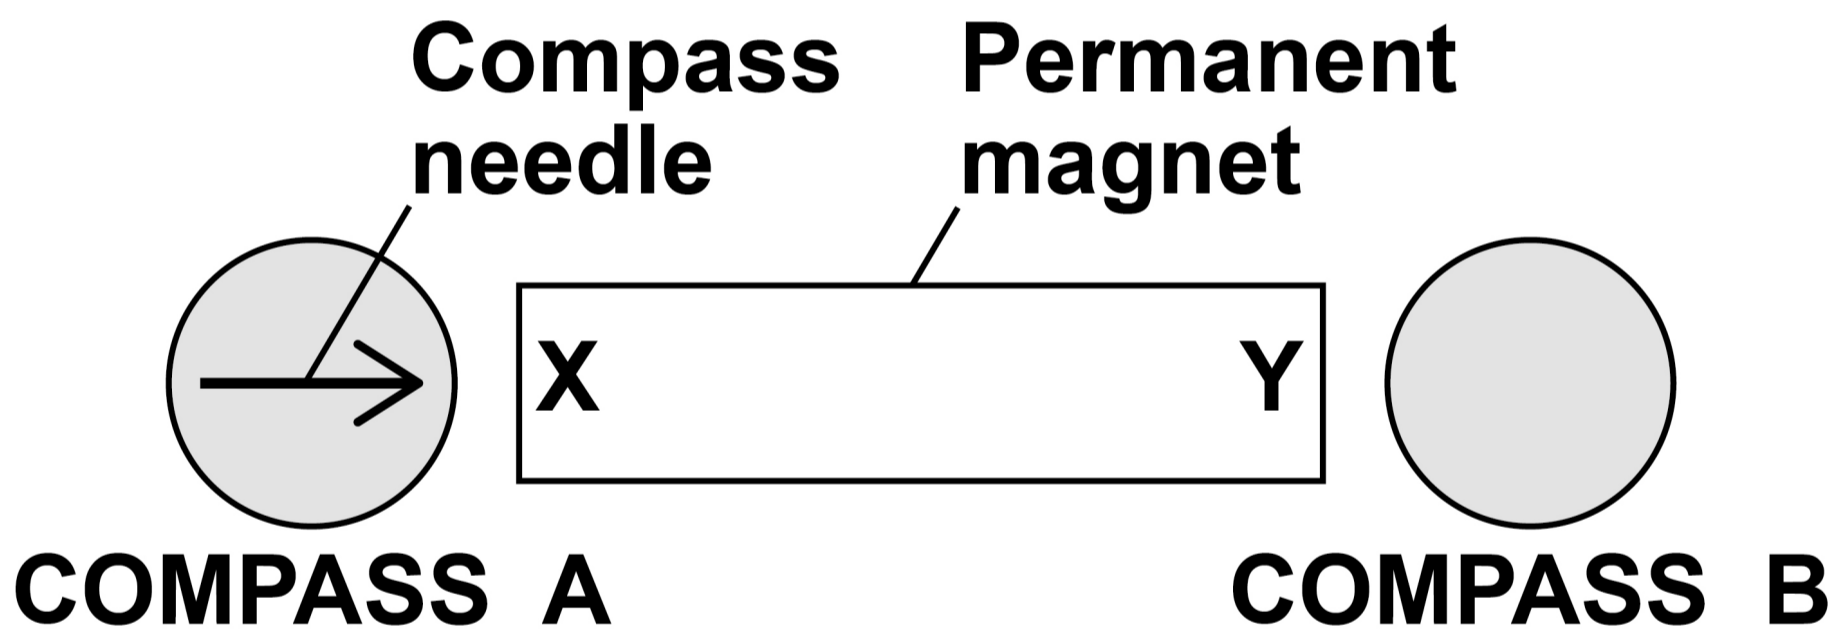 Compass
needle
Permanent
magnet
X
Y
COMPASS A
COMPASS B